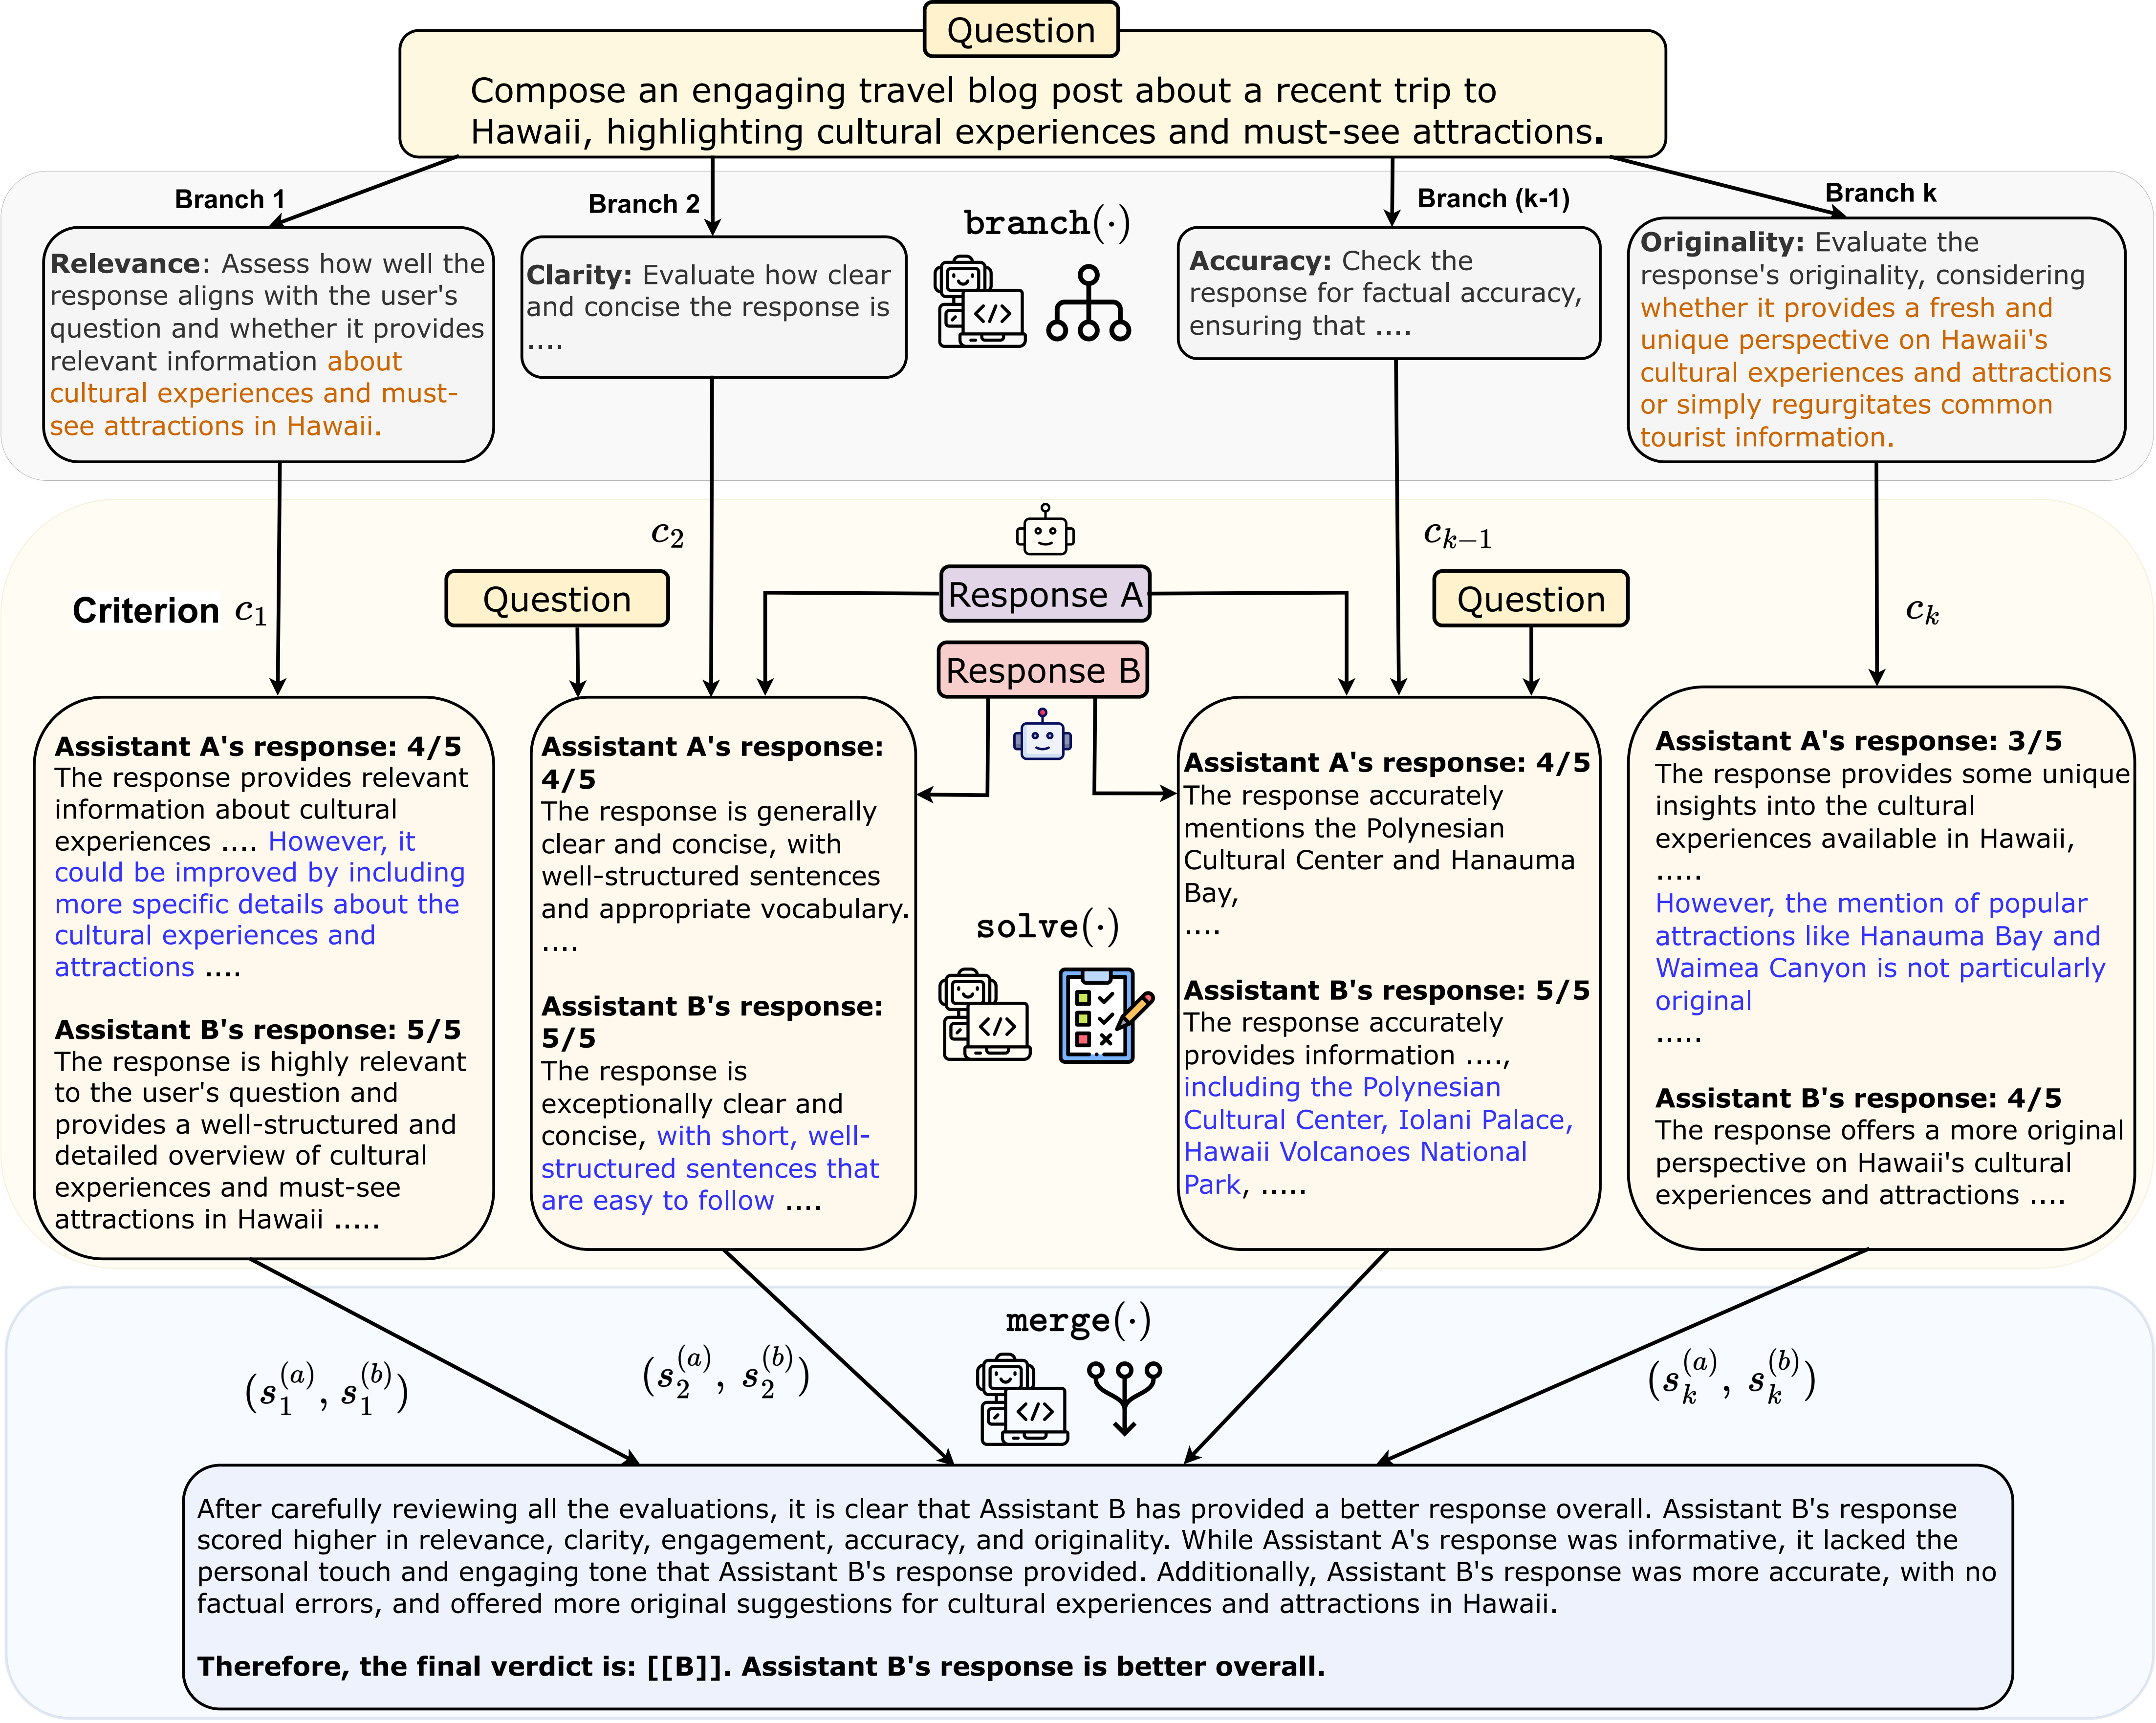 Question
Compose an engaging travel blog post about a recent trip to
Hawaii, highlighting cultural experiences and must-see attractions.
Branch 1
Branch 2
branch(·)
Branch (k-1)
Branch k
Relevance: Assess how well the
response aligns with the user's
question and whether it provides
relevant information about
cultural experiences and must-
see attractions in Hawaii.
Clarity: Evaluate how clear
and concise the response is
....
Accuracy: Check the
response for factual accuracy,
ensuring that ....
Originality: Evaluate the
response's originality, considering
whether it provides a fresh and
unique perspective on Hawaii's
cultural experiences and attractions
or simply regurgitates common
tourist information.
</>
Criterion c_1
c_2
c_{k-1}
c_k
Question
Response A
Response B
Question
Assistant A's response: 4/5
The response provides relevant
information about cultural
experiences .... However, it
could be improved by including
more specific details about the
cultural experiences and
attractions ....
Assistant B's response: 5/5
The response is highly relevant
to the user's question and
provides a well-structured and
detailed overview of cultural
experiences and must-see
attractions in Hawaii .....
Assistant A's response:
4/5
The response is generally
clear and concise, with
well-structured sentences
and appropriate vocabulary.
....
Assistant B's response:
5/5
The response is
exceptionally clear and
concise, with short, well-
structured sentences that
are easy to follow ....
solve(·)
</>
Assistant A's response: 4/5
The response accurately
mentions the Polynesian
Cultural Center and Hanauma
Bay,
....
Assistant B's response: 5/5
The response accurately
provides information ....,
including the Polynesian
Cultural Center, Iolani Palace,
Hawaii Volcanoes National
Park, .....
Assistant A's response: 3/5
The response provides some unique
insights into the cultural
experiences available in Hawaii,
.....
However, the mention of popular
attractions like Hanauma Bay and
Waimea Canyon is not particularly
original
.....
Assistant B's response: 4/5
The response offers a more original
perspective on Hawaii's cultural
experiences and attractions ....
merge(·)
</>
(s_1^{(a)}, s_1^{(b)})
(s_2^{(a)}, s_2^{(b)})
(s_k^{(a)}, s_k^{(b)})
After carefully reviewing all the evaluations, it is clear that Assistant B has provided a better response overall. Assistant B's response
scored higher in relevance, clarity, engagement, accuracy, and originality. While Assistant A's response was informative, it lacked the
personal touch and engaging tone that Assistant B's response provided. Additionally, Assistant B's response was more accurate, with no
factual errors, and offered more original suggestions for cultural experiences and attractions in Hawaii.
Therefore, the final verdict is: [[B]]. Assistant B's response is better overall.